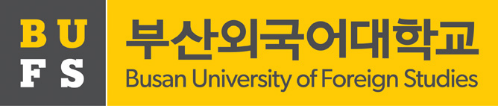 BU
FS
부산외국어대학교
Busan University of Foreign Studies